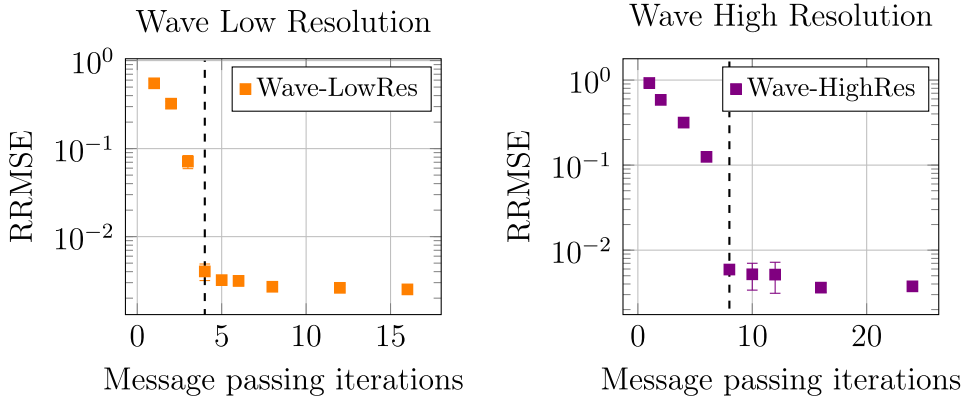 Wave Low Resolution
10^0
10^-1
10^-2
RRMSE
Wave-LowRes
0 5 10 15
Message passing iterations
Wave High Resolution
10^0
10^-1
10^-2
RRMSE
Wave-HighRes
0 10 20
Message passing iterations